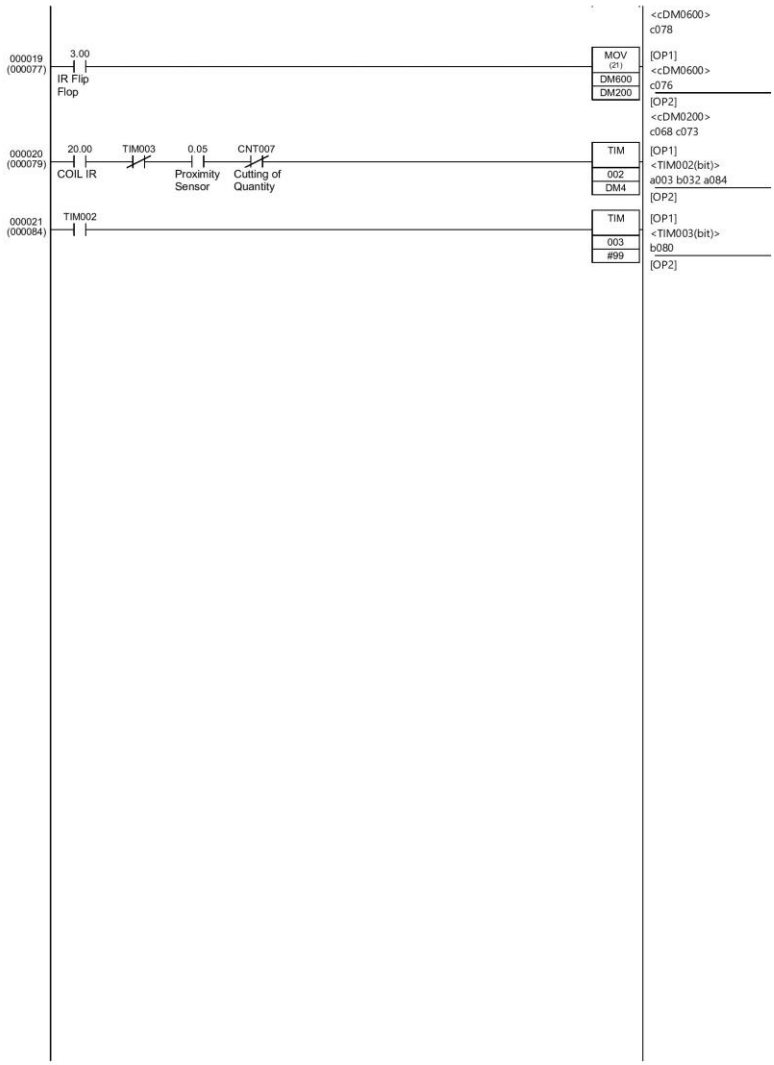 <cDM0600>
c078
000019
(000077)
3.00
IR Flip
Flop
MOV
(21)
DM600
DM200
[OP1]
<cDM0600>
c076
[OP2]
<cDM0200>
c068 c073
000020
(000079)
20.00 TIM003 0.05 CNT007
COIL IR Proximity Cutting of
Sensor Quantity
TIM
002
DM4
[OP1]
<TIM002(bit)>
a003 b032 a084
[OP2]
000021
(000084)
TIM002
TIM
003
#99
[OP1]
<TIM003(bit)>
b080
[OP2]